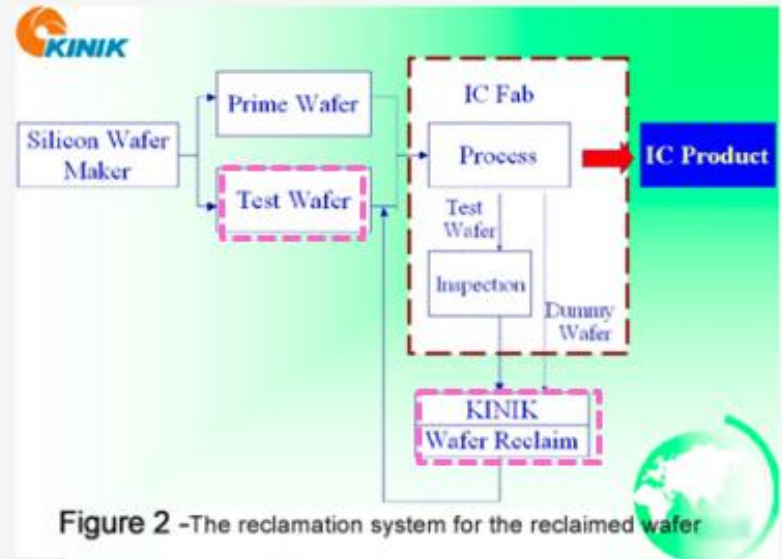 KINIK
IC Fab
Prime Wafer
Silicon Wafer
Maker
Process
IC Product
Test Wafer
Test
Wafer
Inspection
Dummy
Wafer
KINIK
Wafer Reclaim
Figure 2 -The reclamation system for the reclaimed wafer